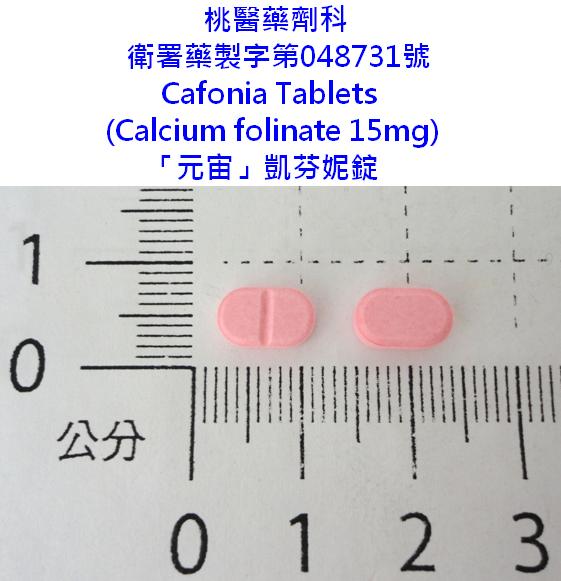 桃醫藥劑科
衛署藥製字第048731號
Cafonia Tablets
(Calcium folinate 15mg)
「元宙」凱芬妮錠
1
0
公分
0 1 2 3